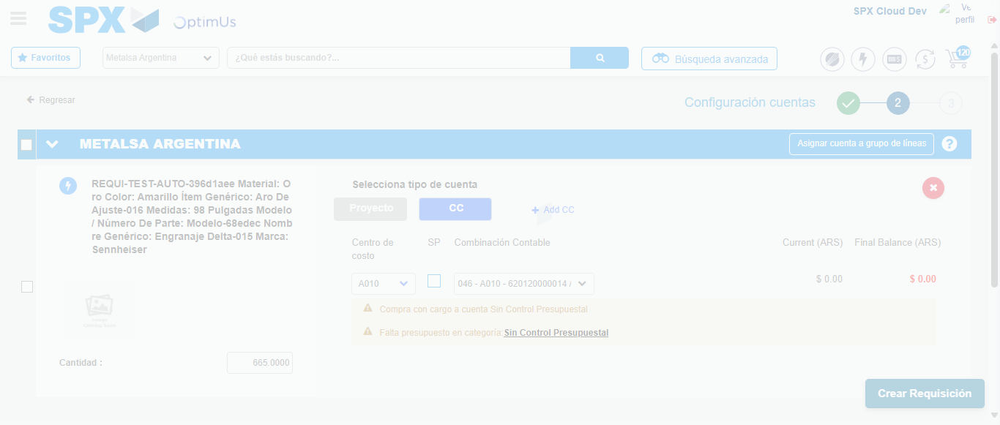 SPX
OptimUs
SPX Cloud Dev
Ve
perfil
Favoritos
Metalsa Argentina
¿Qué estás buscando?...
Búsqueda avanzada
120
Regresar
Configuración cuentas
2
3
METALSA ARGENTINA
Asignar cuenta a grupo de líneas
?
REQUI-TEST-AUTO-396d1aee Material: O
ro Color: Amarillo Ítem Genérico: Aro De
Ajuste-016 Medidas: 98 Pulgadas Modelo
/ Número De Parte: Modelo-68edec Nomb
re Genérico: Engranaje Delta-015 Marca:
Sennheiser
Selecciona tipo de cuenta
Proyecto
CC
+ Add CC
Centro de
costo
SP
Combinación Contable
Current (ARS)
Final Balance (ARS)
A010
046 - A010 - 620120000014 /
$ 0.00
$ 0.00
Compra con cargo a cuenta Sin Control Presupuestal
Falta presupuesto en categoría:Sin Control Presupuestal
Cantidad :
665.0000
Crear Requisición